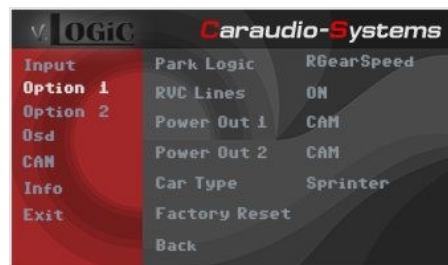 v.LOGiC Caraudio-Systems
Input Park Logic RGearSpeed
Option 1 RVC Lines ON
Option 2 Power Out 1 CAM
Osd Power Out 2 CAM
CAN Car Type Sprinter
Info Factory Reset
Exit Back